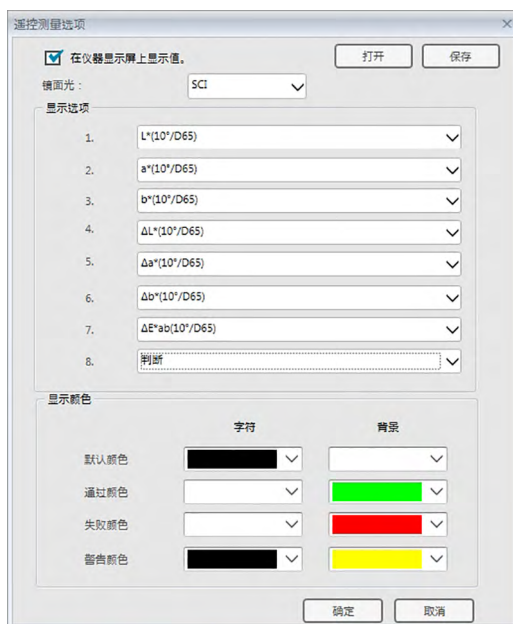 遥控测量选项
在仪器显示屏上显示值。 打开 保存
镜面光： SCI
显示选项
1. L*(10°/D65)
2. a*(10°/D65)
3. b*(10°/D65)
4. ΔL*(10°/D65)
5. Δa*(10°/D65)
6. Δb*(10°/D65)
7. ΔE*ab(10°/D65)
8. 判断
显示颜色
字符 背景
默认颜色
通过颜色
失败颜色
警告颜色
确定 取消